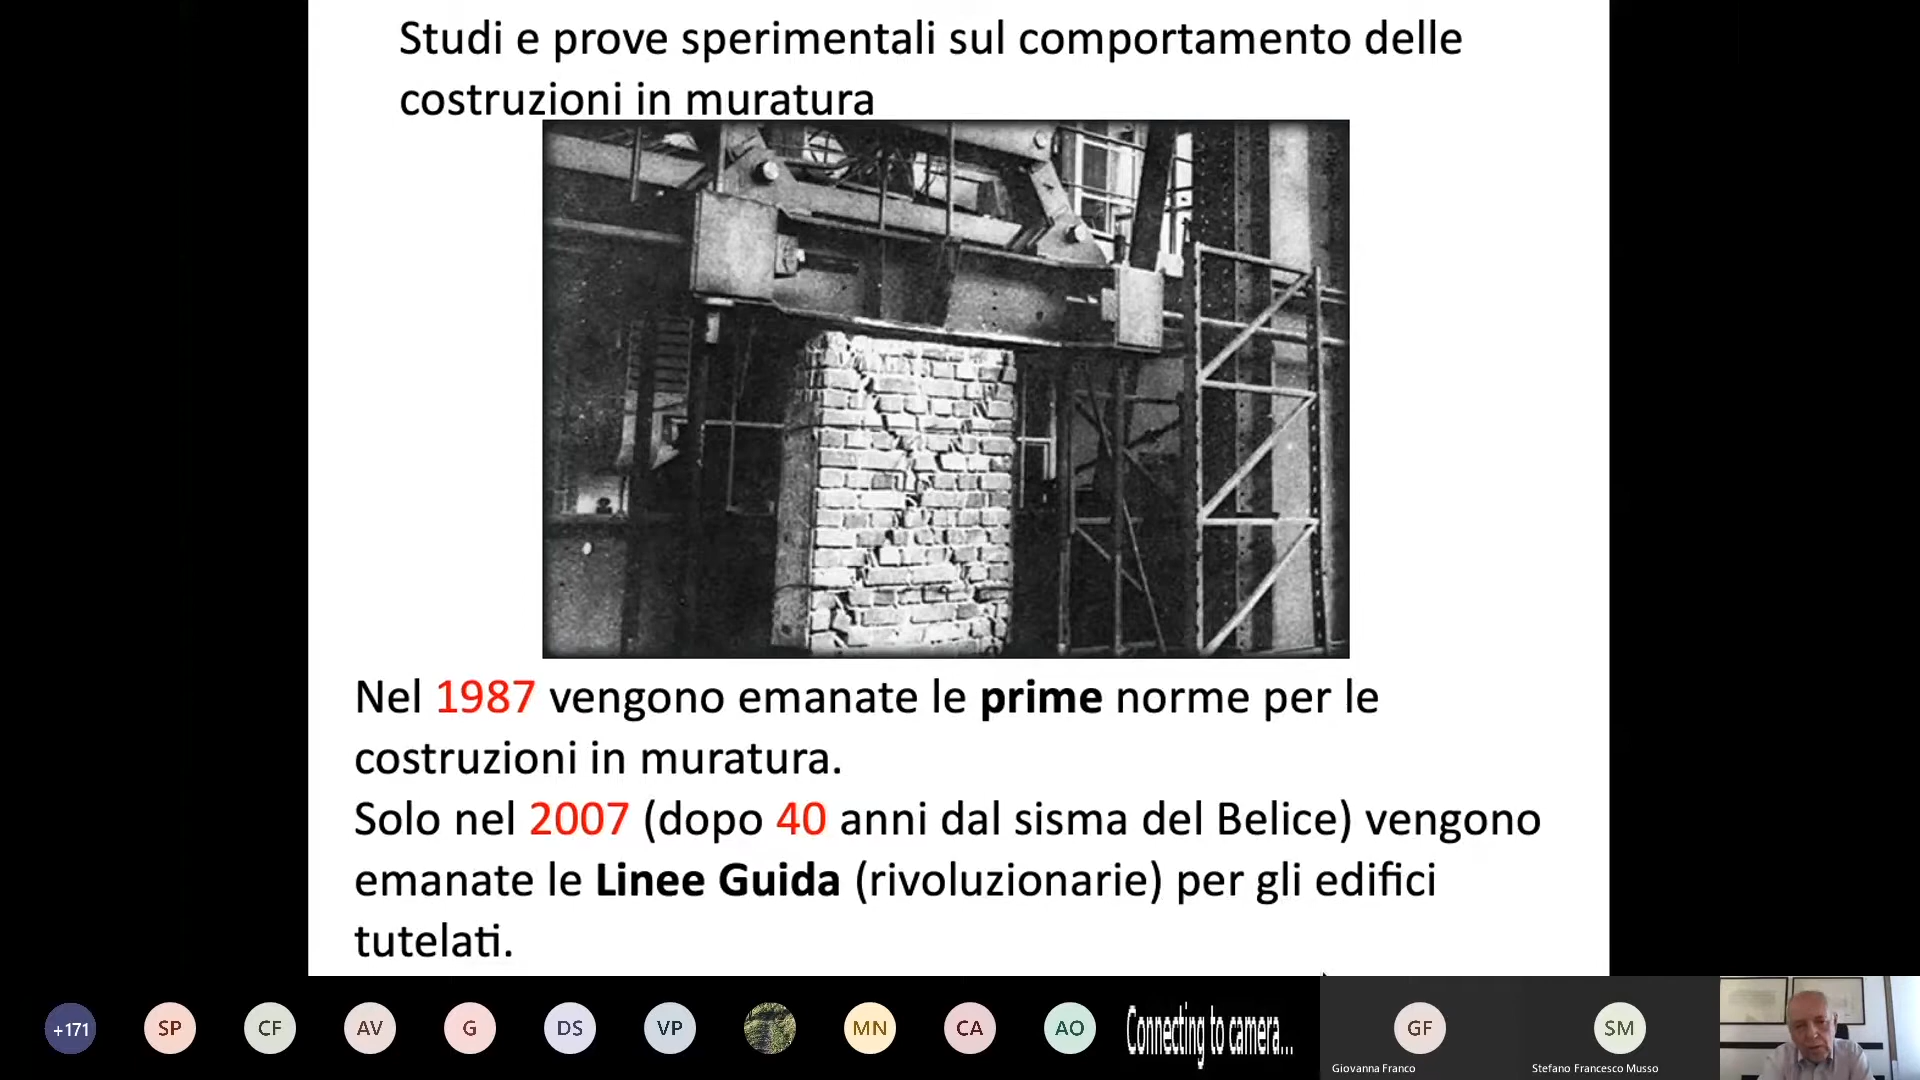 Studi e prove sperimentali sul comportamento delle
costruzioni in muratura
Nel 1987 vengono emanate le prime norme per le
costruzioni in muratura.
Solo nel 2007 (dopo 40 anni dal sisma del Belice) vengono
emanate le Linee Guida (rivoluzionarie) per gli edifici
tutelati.
+171 SP CF AV G DS VP MN CA AO Connecting to camera... GF SM
Giovanna Franco Stefano Francesco Musso